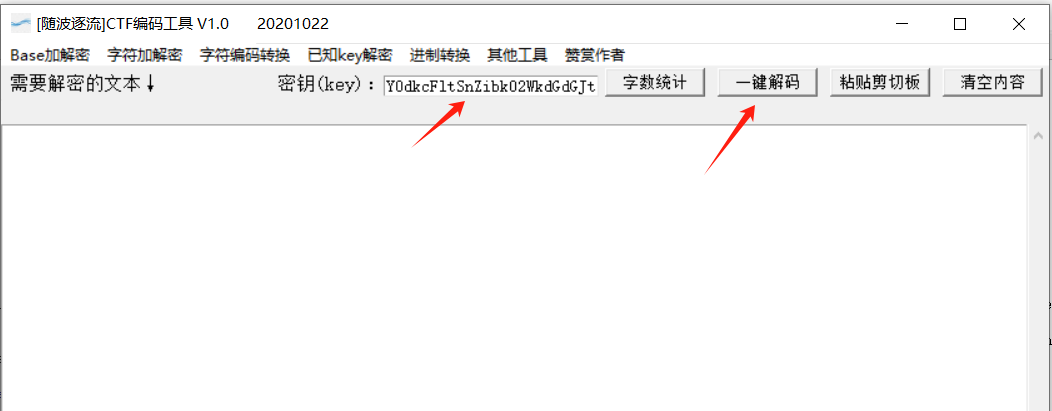 [随波逐流]CTF编码工具 V1.0 20201022
Base加解密 字符加解密 字符编码转换 已知key解密 进制转换 其他工具 赞赏作者
需要解密的文本↓ 密钥(key)： Y0dkcFltSnZibk02WkdGdGJt 字数统计 一键解码 粘贴剪切板 清空内容